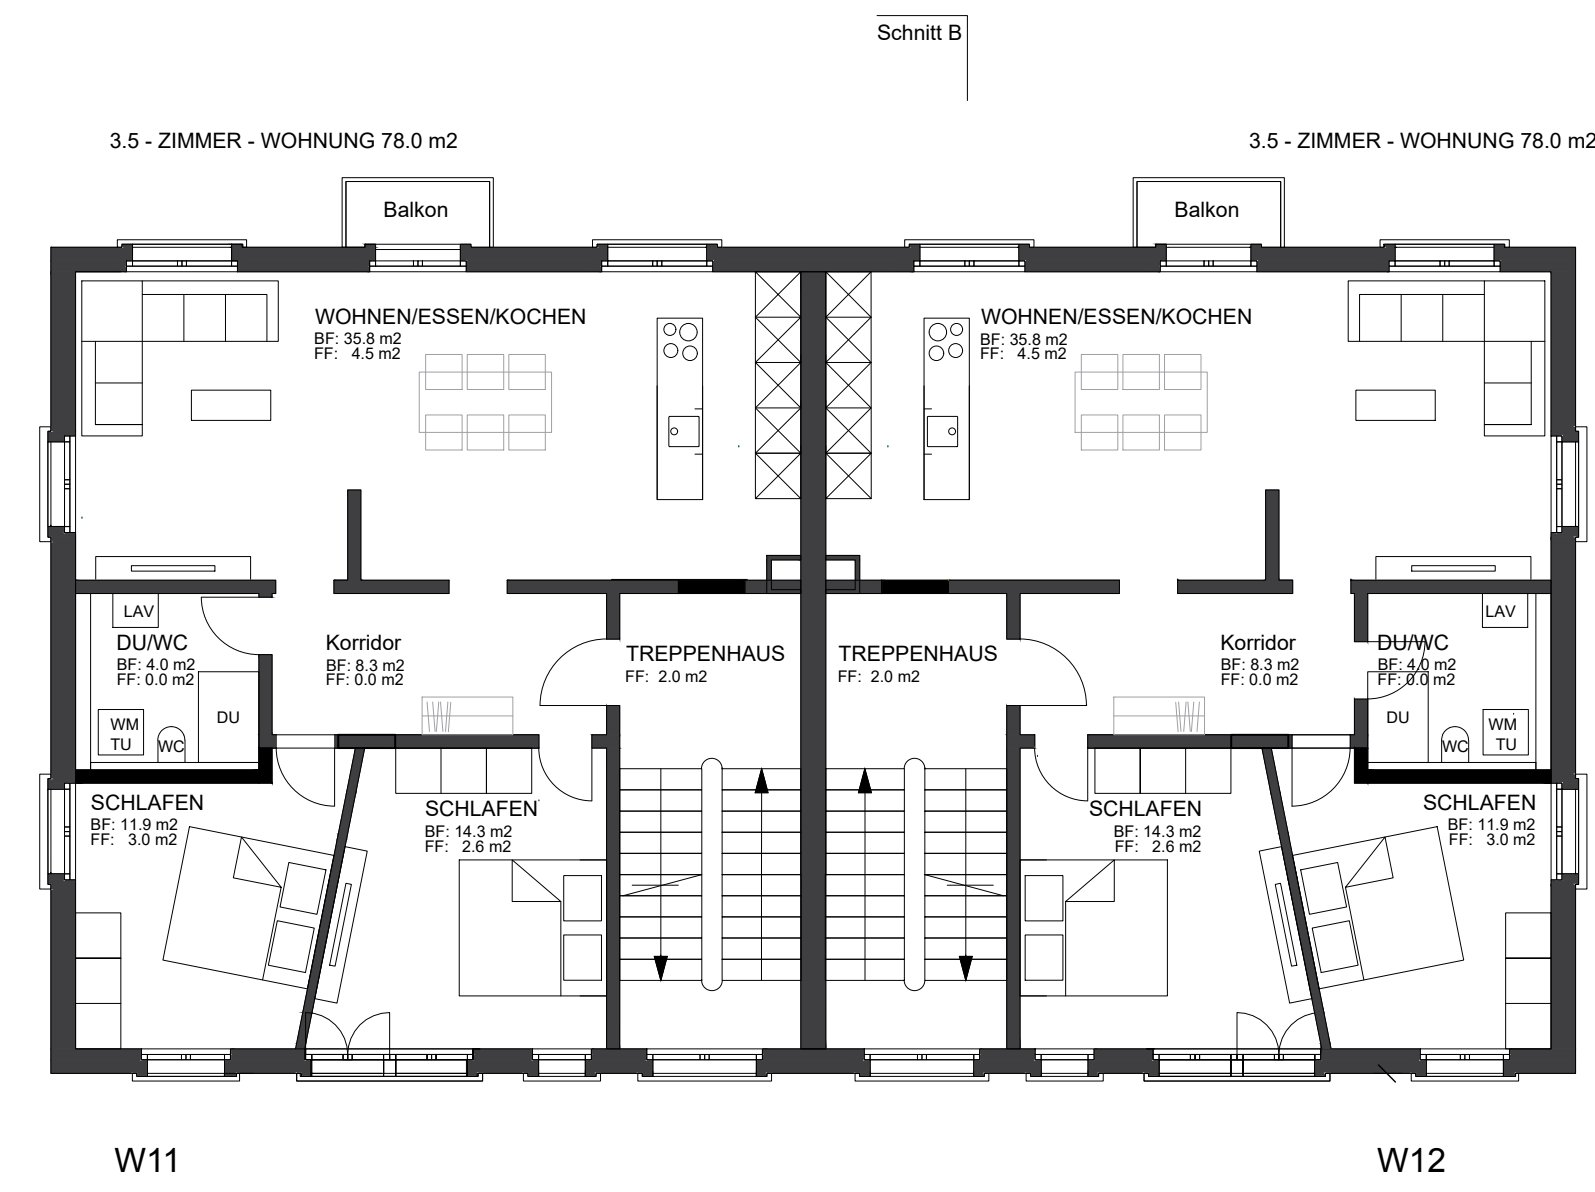 Schnitt B
3.5 - ZIMMER - WOHNUNG 78.0 m2
3.5 - ZIMMER - WOHNUNG 78.0 m2
Balkon
Balkon
WOHNEN/ESSEN/KOCHEN
BF: 35.8 m2
FF: 4.5 m2
WOHNEN/ESSEN/KOCHEN
BF: 35.8 m2
FF: 4.5 m2
LAV
DU/WC
BF: 4.0 m2
FF: 0.0 m2
DU
WM
TU
WC
Korridor
BF: 8.3 m2
FF: 0.0 m2
TREPPENHAUS
FF: 2.0 m2
TREPPENHAUS
FF: 2.0 m2
Korridor
BF: 8.3 m2
FF: 0.0 m2
LAV
DU/WC
BF: 4.0 m2
FF: 0.0 m2
DU
WM
TU
WC
SCHLAFEN
BF: 11.9 m2
FF: 3.0 m2
SCHLAFEN
BF: 14.3 m2
FF: 2.6 m2
SCHLAFEN
BF: 14.3 m2
FF: 2.6 m2
SCHLAFEN
BF: 11.9 m2
FF: 3.0 m2
W11
W12